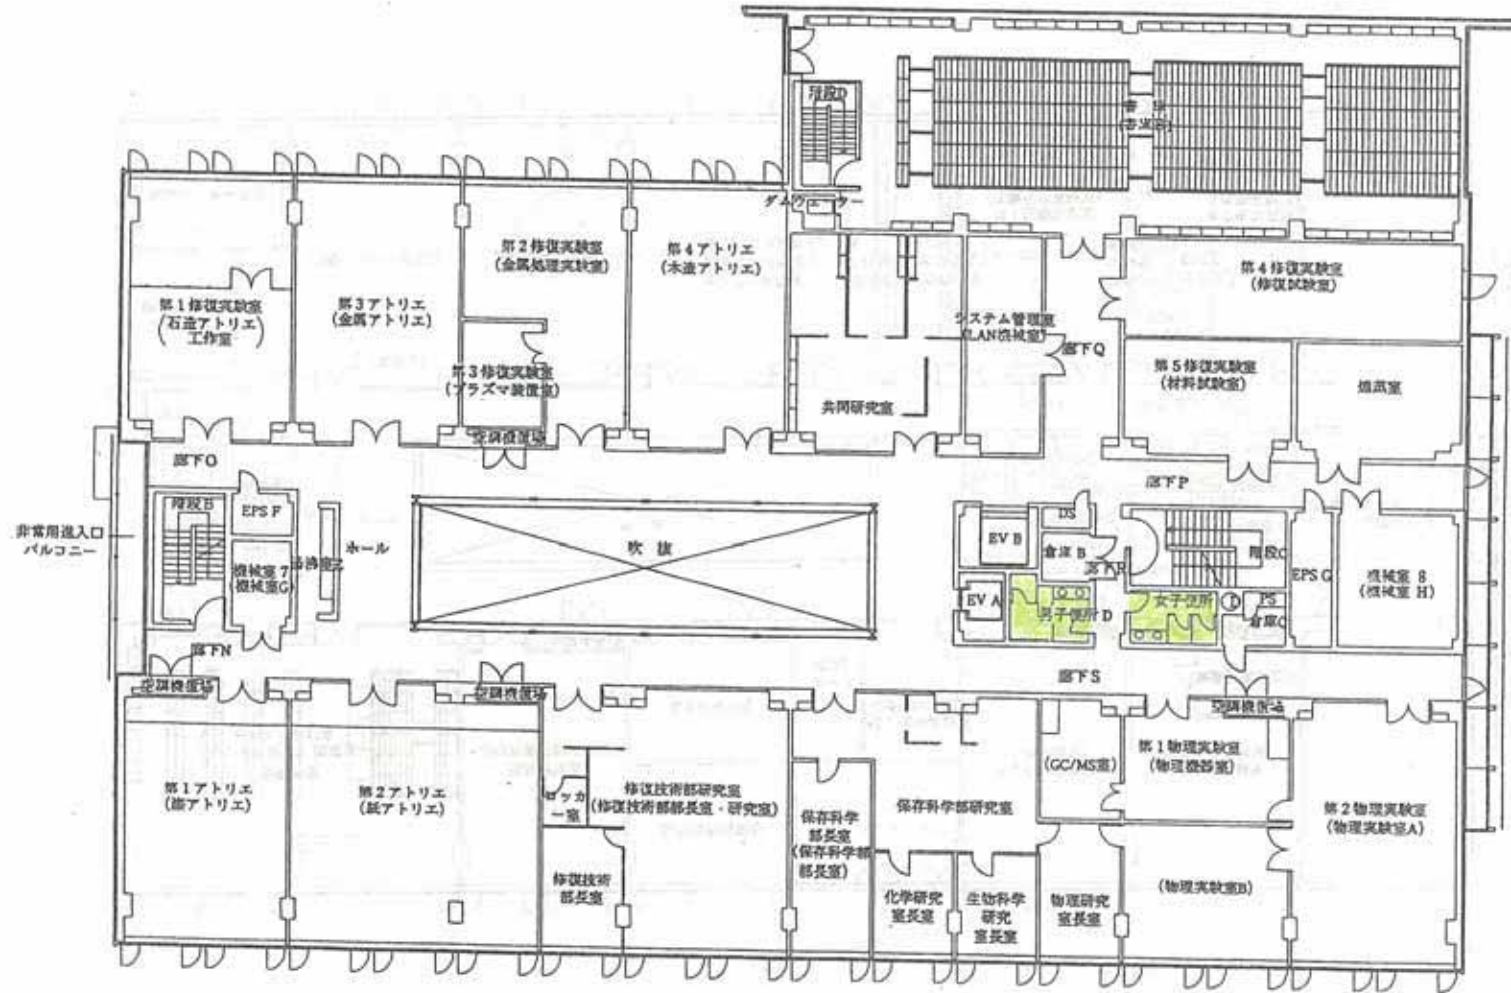 階段D
ダムウェーター
第2修復実験室
(金属処理実験室)
第4アトリエ
(木造アトリエ)
第4修復実験室
(修復試験室)
第1修復実験室
(石造アトリエ)
工作室
第3アトリエ
(金属アトリエ)
システム管理室
(LAN機械室)
廊下Q
第3修復実験室
(プラズマ装置室)
第5修復実験室
(材料試験室)
燻蒸室
共同研究室
空調機置場
廊下O
廊下P
階段B
EPS F
非常用進入口
バルコニー
ホール
吹抜
DS
EV B
倉庫B
廊下R
階段C
EPS G
機械室7
(機械室G)
機械室8
(機械室H)
EV A
男子便所D
女子便所
PS
倉庫C
廊下N
廊下S
空調機置場
空調機置場
空調機置場
第1アトリエ
(漆アトリエ)
第2アトリエ
(紙アトリエ)
ロッカ
ー室
修復技術部研究室
(修復技術部部長室・研究室)
修復技術
部長室
保存科学
部長室
(保存科学部
部長室)
保存科学部研究室
化学研究
室長室
生物科学
研究
室長室
(GC/MS室)
第1物理実験室
(物理機器室)
物理研究
室長室
(物理実験室B)
第2物理実験室
(物理実験室A)